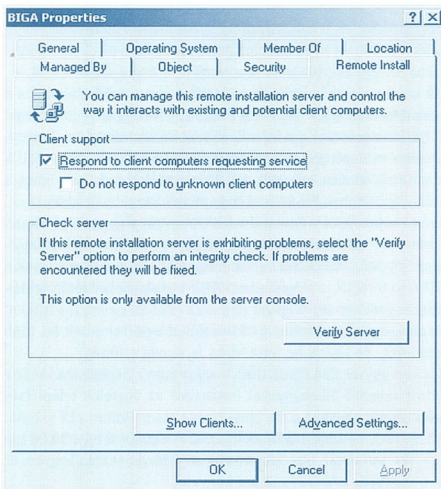 BIGA Properties
General Operating System Member Of Location
Managed By Object Security Remote Install
You can manage this remote installation server and control the
way it interacts with existing and potential client computers.
Client support
Respond to client computers requesting service
Do not respond to unknown client computers
Check server
If this remote installation server is exhibiting problems, select the "Verify
Server" option to perform an integrity check. If problems are
encountered they will be fixed.
This option is only available from the server console.
Verify Server
Show Clients... Advanced Settings...
OK Cancel Apply